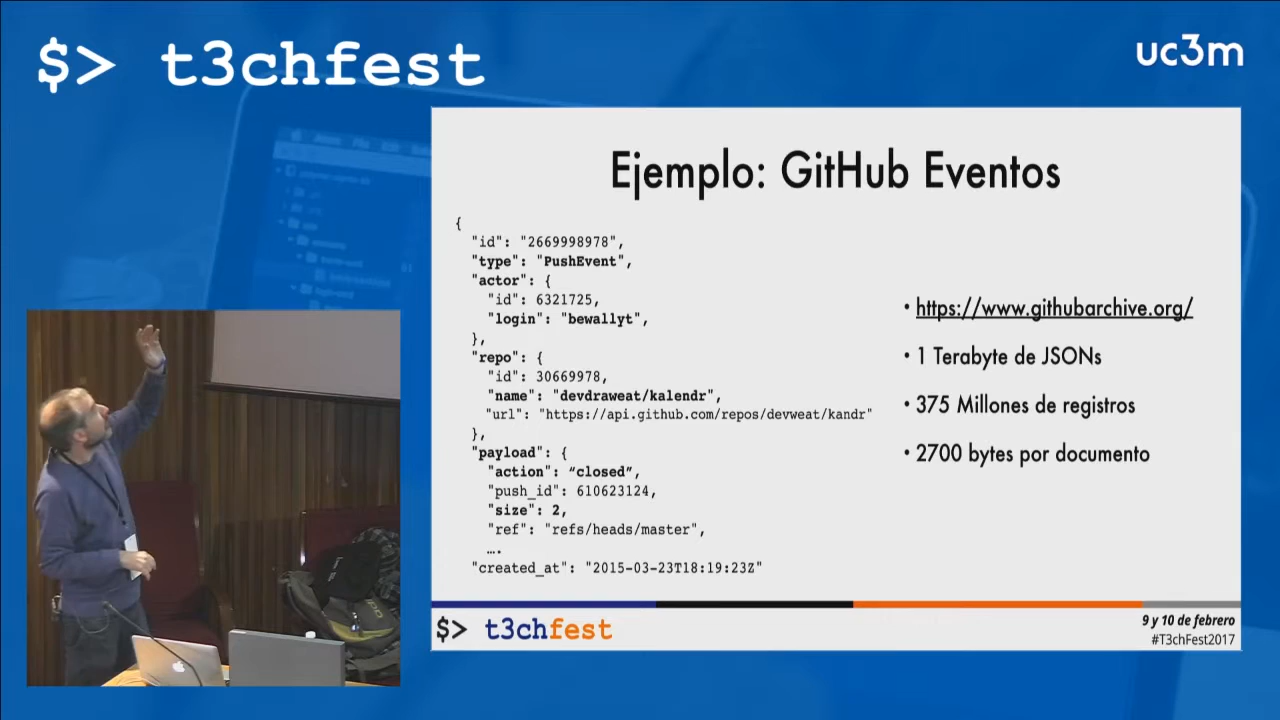 $> t3chfest
uc3m
Ejemplo: GitHub Eventos
{
"id": "2669998978",
"type": "PushEvent",
"actor": {
"id": 6321725,
"login": "bewallyt",
},
"repo": {
"id": 30669978,
"name": "devdraweat/kalendr",
"url": "https://api.github.com/repos/devweat/kandr"
},
"payload": {
"action": “closed”,
"push_id": 610623124,
"size": 2,
"ref": "refs/heads/master",
….
"created_at": "2015-03-23T18:19:23Z"
• https://www.githubarchive.org/
• 1 Terabyte de JSONs
• 375 Millones de registros
• 2700 bytes por documento
$> t3chfest
9 y 10 de febrero
#T3chFest2017